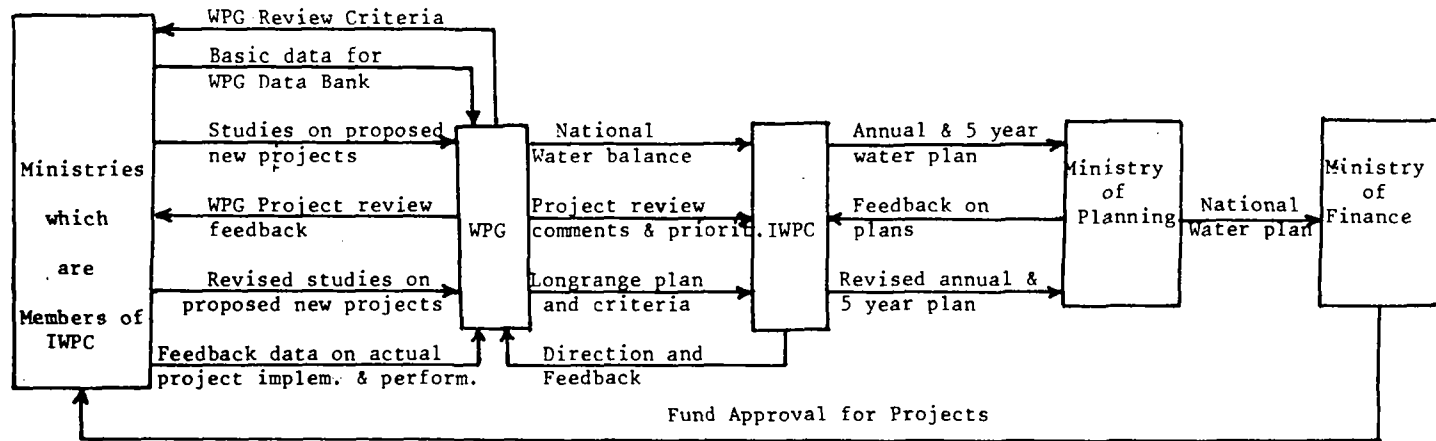 WPG Review Criteria
Basic data for
WPG Data Bank
Studies on proposed
new projects
WPG Project review
feedback
Revised studies on
proposed new projects
Feedback data on actual
project implem. & perform.
Ministries
which
are
Members of
IWPC
WPG
National
Water balance
Project review
comments & priorit.
Longrange plan
and criteria
Direction and
Feedback
IWPC
Annual & 5 year
water plan
Feedback on
plans
Revised annual &
5 year plan
Ministry
of
Planning
National
Water plan
Ministry
of
Finance
Fund Approval for Projects